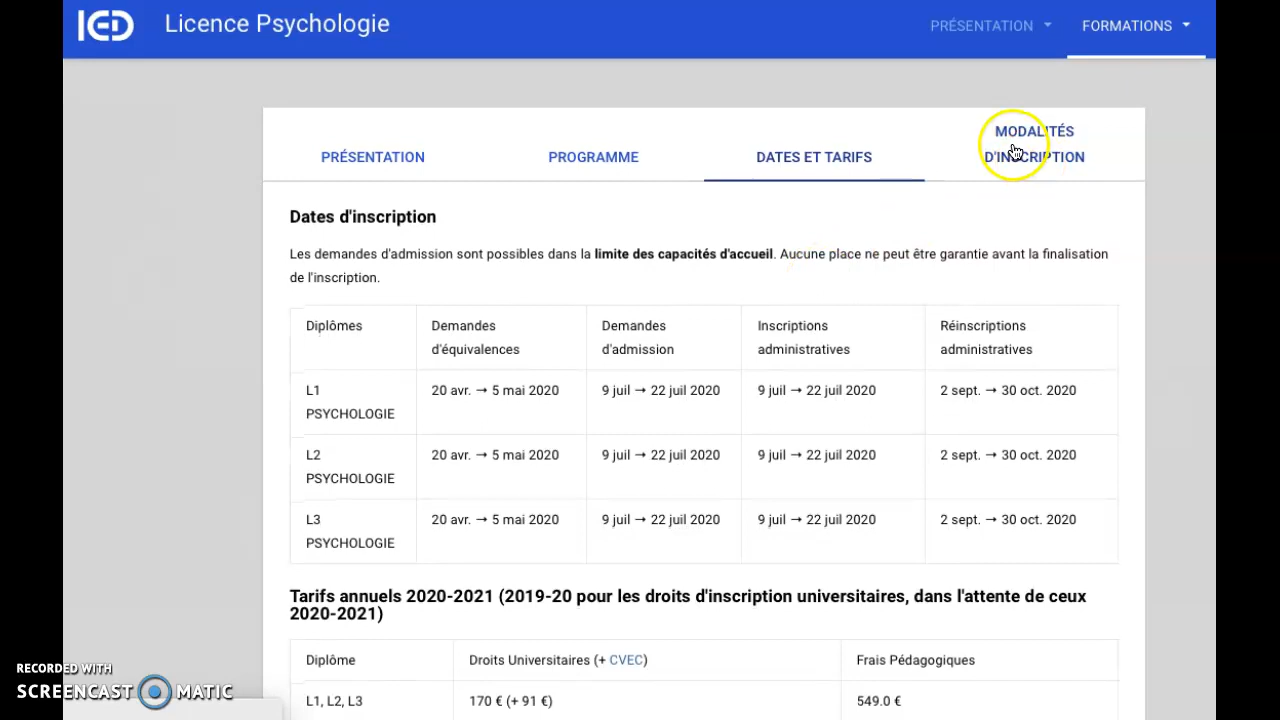 IED
Licence Psychologie
PRÉSENTATION
FORMATIONS
PRÉSENTATION
PROGRAMME
DATES ET TARIFS
MODALITÉS
D'INSCRIPTION
Dates d'inscription
Les demandes d'admission sont possibles dans la limite des capacités d'accueil. Aucune place ne peut être garantie avant la finalisation
de l'inscription.
Diplômes
Demandes
d'équivalences
Demandes
d'admission
Inscriptions
administratives
Réinscriptions
administratives
L1
PSYCHOLOGIE
20 avr. → 5 mai 2020
9 juil → 22 juil 2020
9 juil → 22 juil 2020
2 sept. → 30 oct. 2020
L2
PSYCHOLOGIE
20 avr. → 5 mai 2020
9 juil → 22 juil 2020
9 juil → 22 juil 2020
2 sept. → 30 oct. 2020
L3
PSYCHOLOGIE
20 avr. → 5 mai 2020
9 juil → 22 juil 2020
9 juil → 22 juil 2020
2 sept. → 30 oct. 2020
Tarifs annuels 2020-2021 (2019-20 pour les droits d'inscription universitaires, dans l'attente de ceux
2020-2021)
Diplôme
Droits Universitaires (+ CVEC)
Frais Pédagogiques
L1, L2, L3
170 € (+ 91 €)
549.0 €
RECORDED WITH
SCREENCAST MATIC